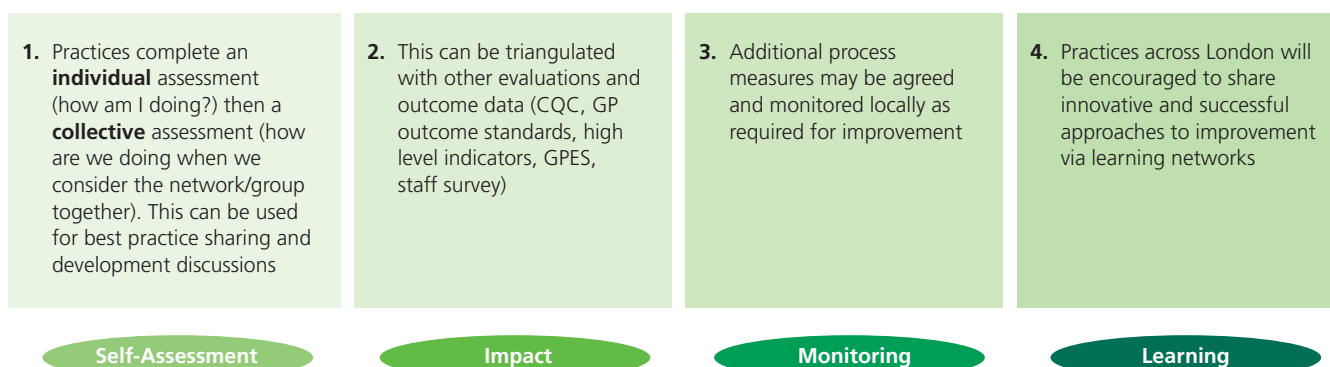 1. Practices complete an
individual assessment
(how am I doing?) then a
collective assessment (how
are we doing when we
consider the network/group
together). This can be used
for best practice sharing and
development discussions
2. This can be triangulated
with other evaluations and
outcome data (CQC, GP
outcome standards, high
level indicators, GPES,
staff survey)
3. Additional process
measures may be agreed
and monitored locally as
required for improvement
4. Practices across London will
be encouraged to share
innovative and successful
approaches to improvement
via learning networks
Self-Assessment
Impact
Monitoring
Learning